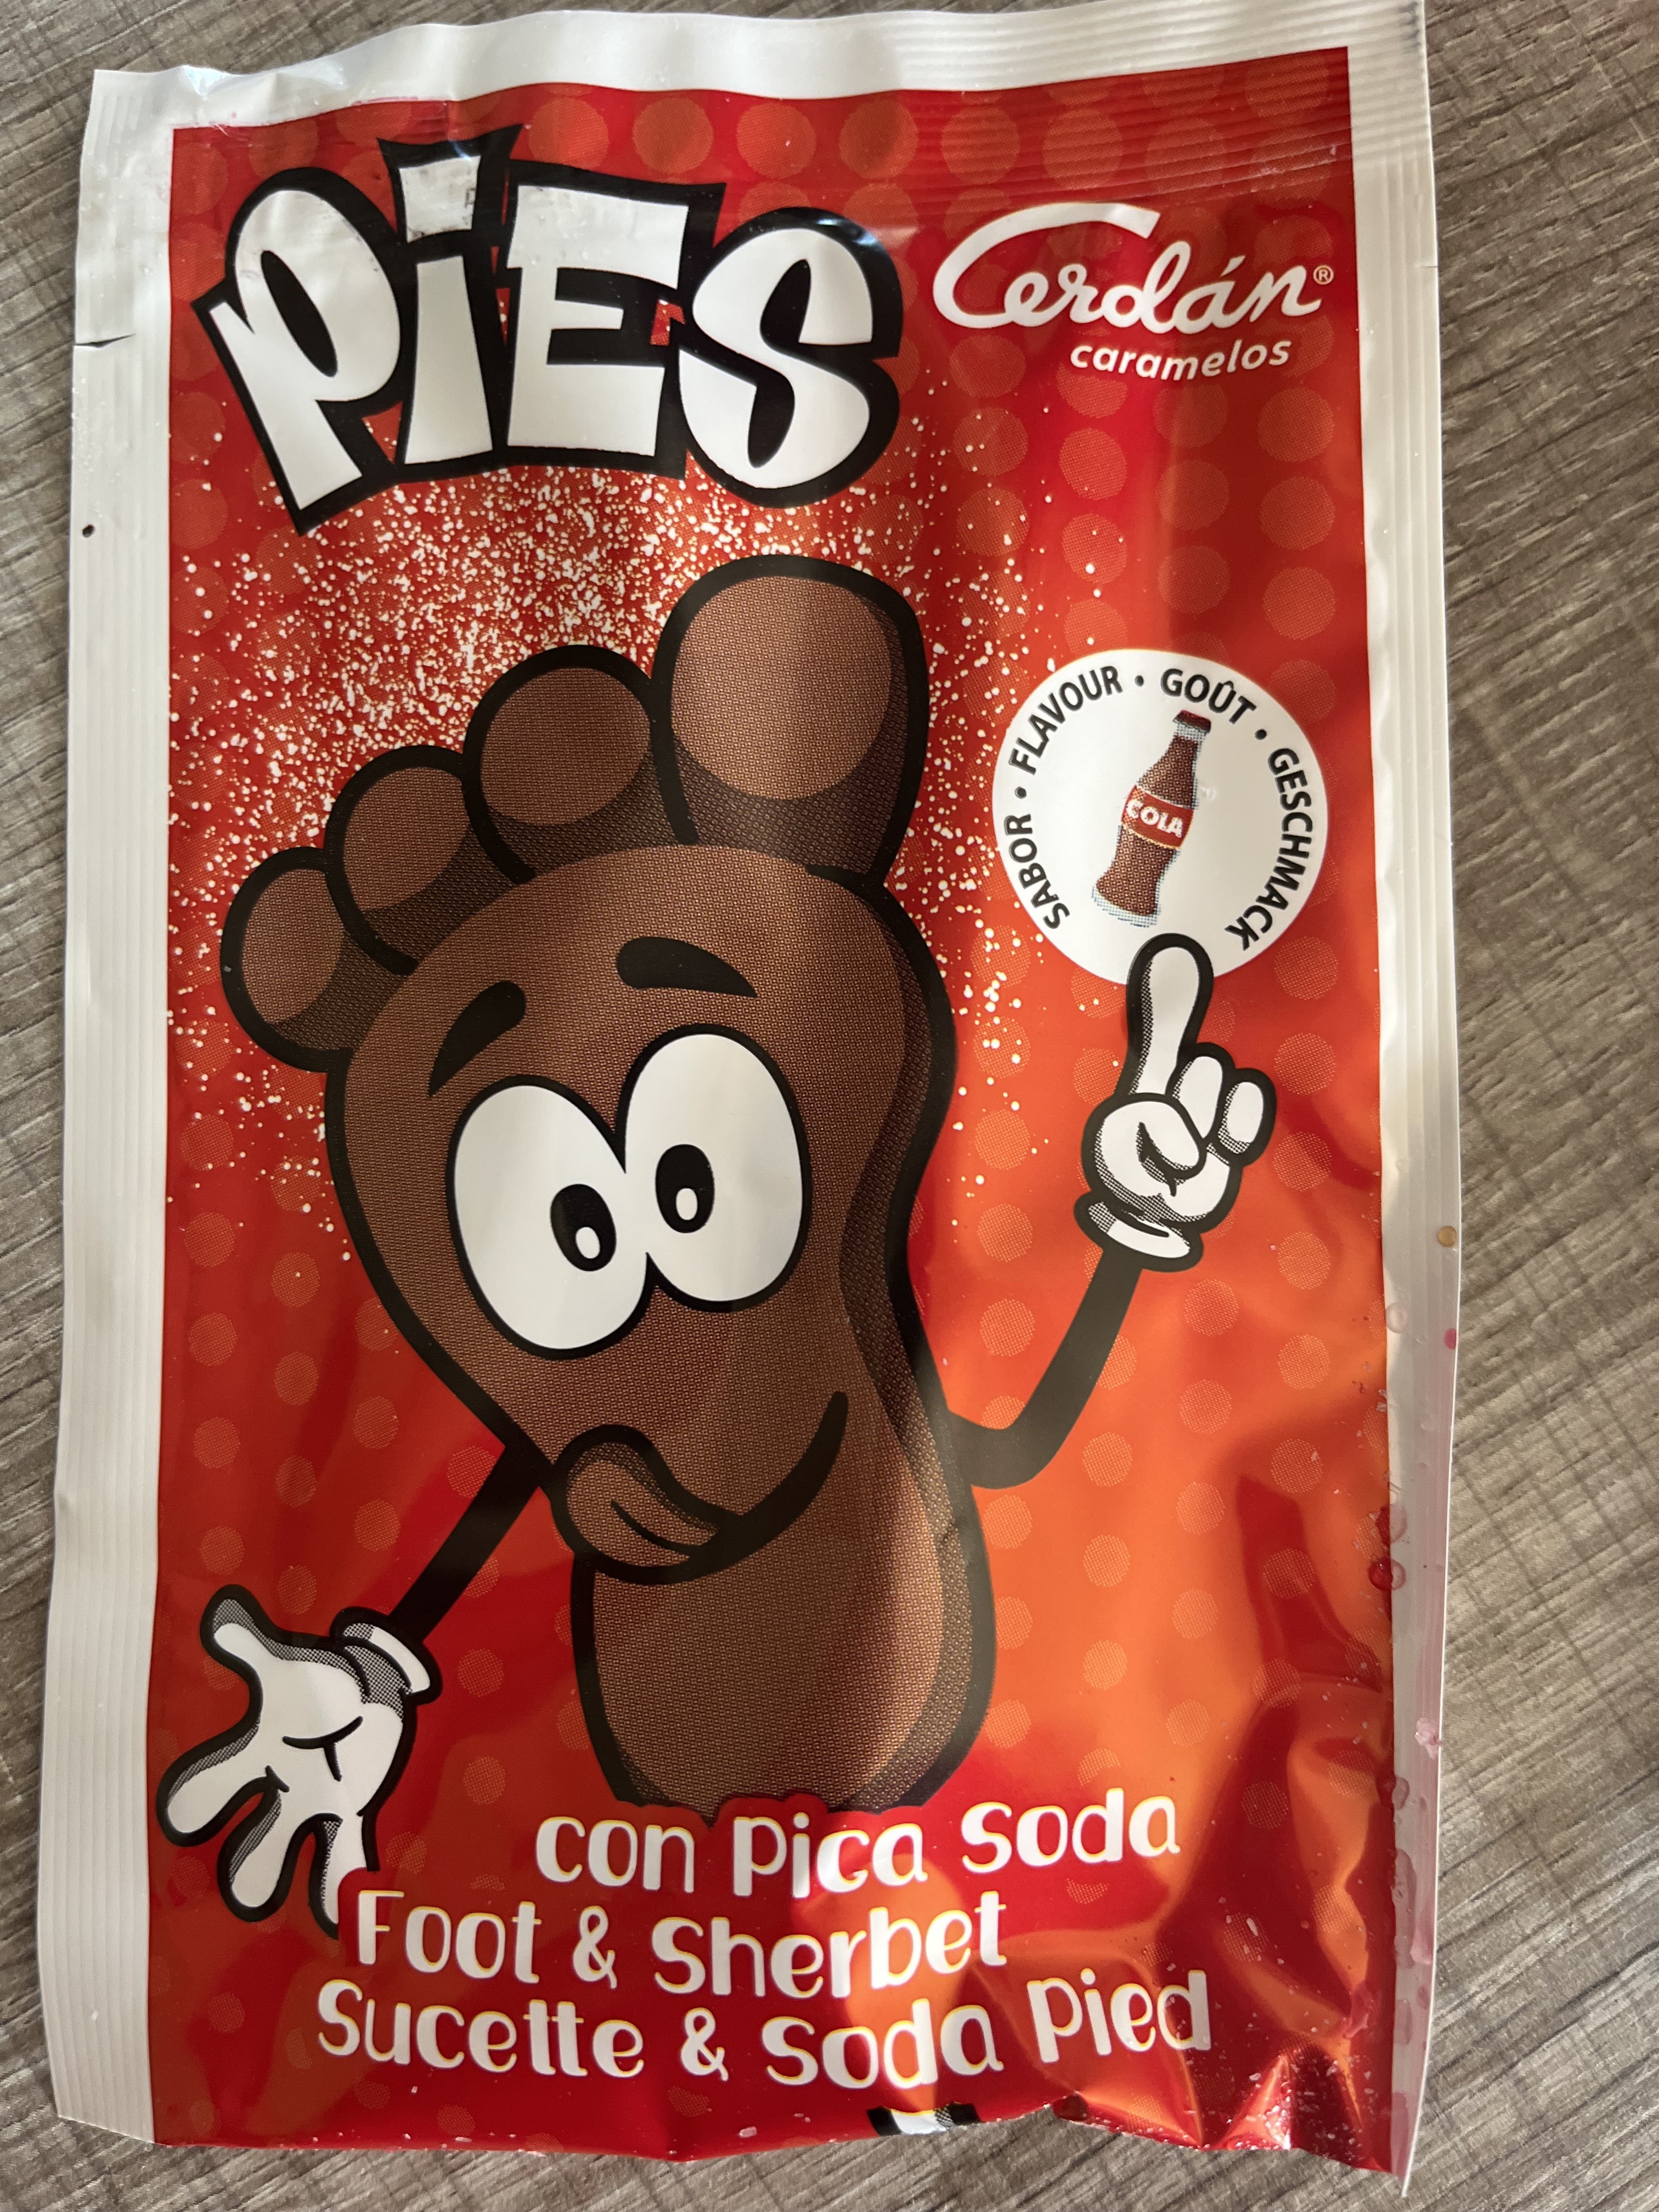 PiES
Cerdán®
caramelos
SABOR • FLAVOUR • GOÛT • GESCHMACK
COLA
con Pica Soda
Foot & Sherbet
Sucette & Soda Pied